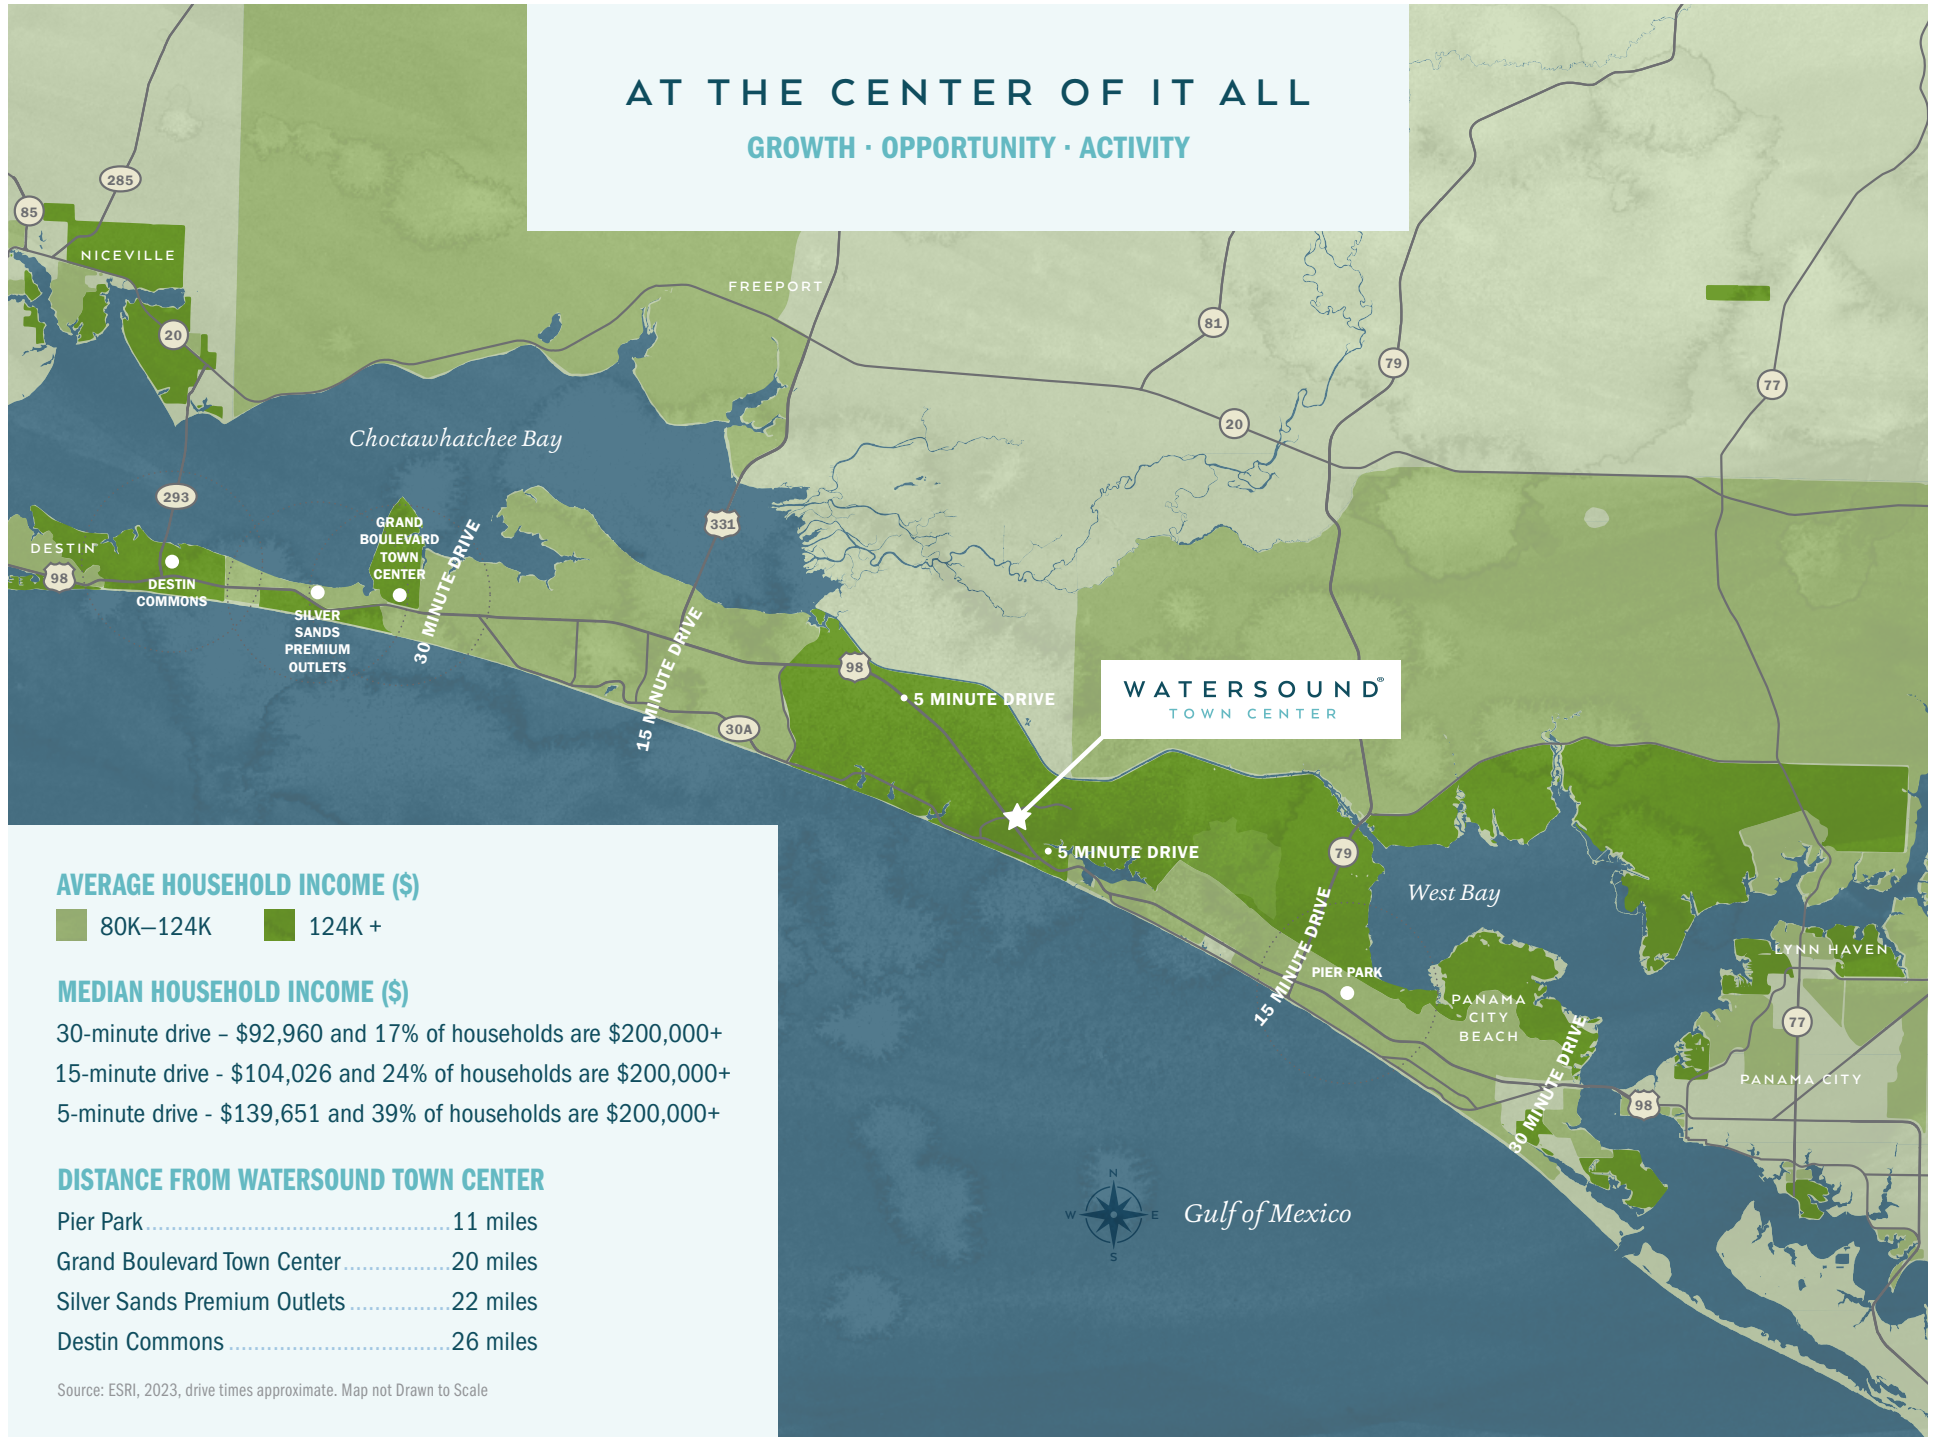 AT THE CENTER OF IT ALL
GROWTH · OPPORTUNITY · ACTIVITY
285
85
NICEVILLE
FREEPORT
20
81
79
77
20
Choctawhatchee Bay
293
331
GRAND
BOULEVARD
TOWN
CENTER
DESTIN
98
DESTIN
COMMONS
SILVER
SANDS
PREMIUM
OUTLETS
30 MINUTE DRIVE
15 MINUTE DRIVE
98
5 MINUTE DRIVE
30A
WATERSOUND®
TOWN CENTER
5 MINUTE DRIVE
79
West Bay
15 MINUTE DRIVE
PIER PARK
PANAMA
CITY
BEACH
LYNN HAVEN
77
PANAMA CITY
30 MINUTE DRIVE
98
AVERAGE HOUSEHOLD INCOME ($)
80K–124K 124K +
MEDIAN HOUSEHOLD INCOME ($)
30-minute drive – $92,960 and 17% of households are $200,000+
15-minute drive - $104,026 and 24% of households are $200,000+
5-minute drive - $139,651 and 39% of households are $200,000+
DISTANCE FROM WATERSOUND TOWN CENTER
Pier Park................................................11 miles
Grand Boulevard Town Center.................20 miles
Silver Sands Premium Outlets................22 miles
Destin Commons...................................26 miles
Source: ESRI, 2023, drive times approximate. Map not Drawn to Scale
N
W E
S
Gulf of Mexico